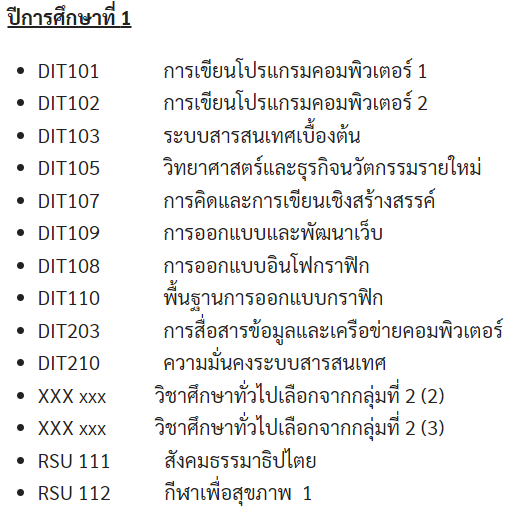 ปีการศึกษาที่ 1
• DIT101 การเขียนโปรแกรมคอมพิวเตอร์ 1
• DIT102 การเขียนโปรแกรมคอมพิวเตอร์ 2
• DIT103 ระบบสารสนเทศเบื้องต้น
• DIT105 วิทยาศาสตร์และธุรกิจนวัตกรรมรายใหม่
• DIT107 การคิดและการเขียนเชิงสร้างสรรค์
• DIT109 การออกแบบและพัฒนาเว็บ
• DIT108 การออกแบบอินโฟกราฟิก
• DIT110 พื้นฐานการออกแบบกราฟิก
• DIT203 การสื่อสารข้อมูลและเครือข่ายคอมพิวเตอร์
• DIT210 ความมั่นคงระบบสารสนเทศ
• XXX xxx วิชาศึกษาทั่วไปเลือกจากกลุ่มที่ 2 (2)
• XXX xxx วิชาศึกษาทั่วไปเลือกจากกลุ่มที่ 2 (3)
• RSU 111 สังคมธรรมาธิปไตย
• RSU 112 กีฬาเพื่อสุขภาพ 1